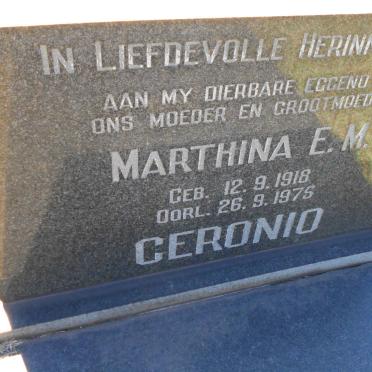 IN LIEFDEVOLLE HERINN
AAN MY DIERBARE EGGENO
ONS MOEDER EN GROOTMOED
MARTHINA E. M.
GEB. 12. 9. 1918
OORL. 26. 9. 1975
CERONIO